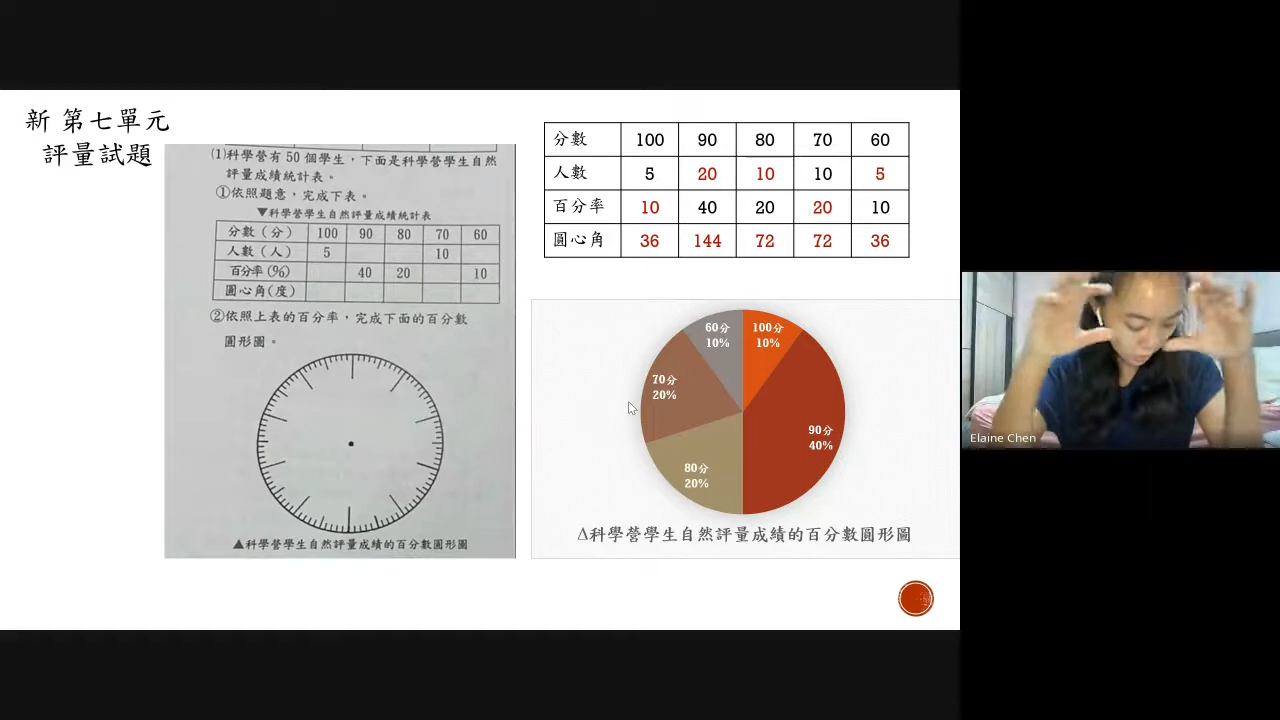 新 第七單元
評量試題
(1)科學營有 50 個學生，下面是科學營學生自然
評量成績統計表。
①依照題意，完成下表。
▼科學營學生自然評量成績統計表
分數（分） 100 90 80 70 60
人數（人） 5 10
百分率(%) 40 20 10
圓心角(度)
②依照上表的百分率，完成下面的百分數
圓形圖。
▲科學營學生自然評量成績的百分數圓形圖
分數 100 90 80 70 60
人數 5 20 10 10 5
百分率 10 40 20 20 10
圓心角 36 144 72 72 36
60分
10%
100分
10%
70分
20%
90分
40%
80分
20%
Δ科學營學生自然評量成績的百分數圓形圖
Elaine Chen